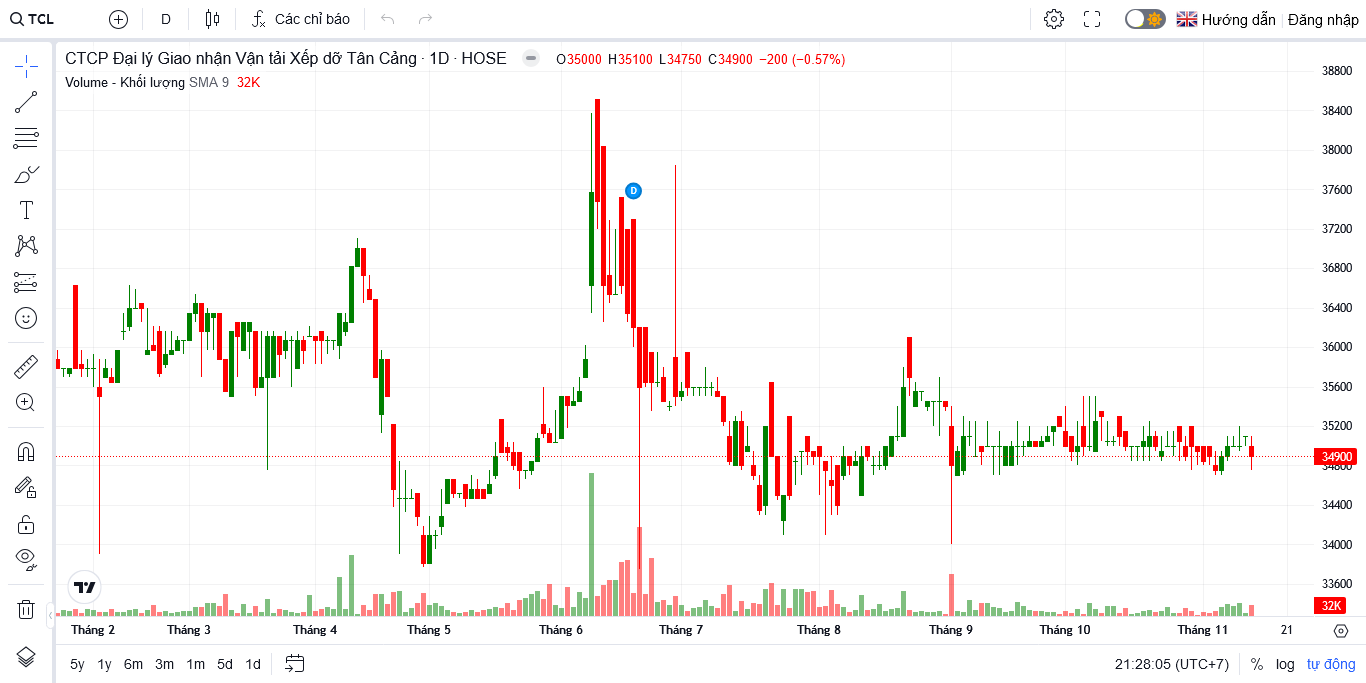 TCL D Các chỉ báo Hướng dẫn Đăng nhập
CTCP Đại lý Giao nhận Vận tải Xếp dỡ Tân Cảng · 1D · HOSE O35000 H35100 L34750 C34900 −200 (−0.57%)
Volume - Khối lượng SMA 9 32K
38800
38400
38000
D
37600
37200
36800
36400
36000
35600
35200
34900
34800
34400
34000
33600
32K
Tháng 2 Tháng 3 Tháng 4 Tháng 5 Tháng 6 Tháng 7 Tháng 8 Tháng 9 Tháng 10 Tháng 11 21
5y 1y 6m 3m 1m 5d 1d 21:28:05 (UTC+7) % log tự động